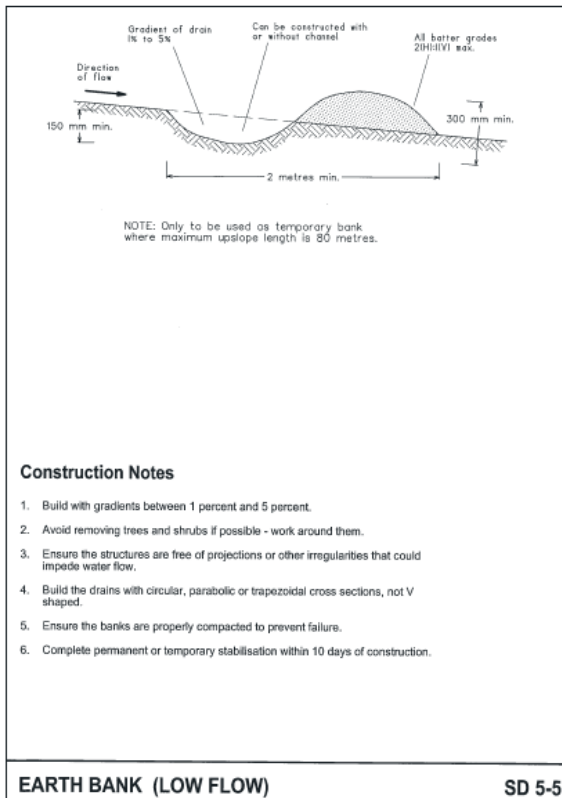 Gradient of drain
1% to 5%
Can be constructed with
or without channel
All batter grades
2(H):1(V) max.
Direction
of flow
150 mm min.
300 mm min.
2 metres min.
NOTE: Only to be used as temporary bank
where maximum upslope length is 80 metres.
Construction Notes
1. Build with gradients between 1 percent and 5 percent.
2. Avoid removing trees and shrubs if possible - work around them.
3. Ensure the structures are free of projections or other irregularities that could
impede water flow.
4. Build the drains with circular, parabolic or trapezoidal cross sections, not V
shaped.
5. Ensure the banks are properly compacted to prevent failure.
6. Complete permanent or temporary stabilisation within 10 days of construction.
EARTH BANK (LOW FLOW) SD 5-5